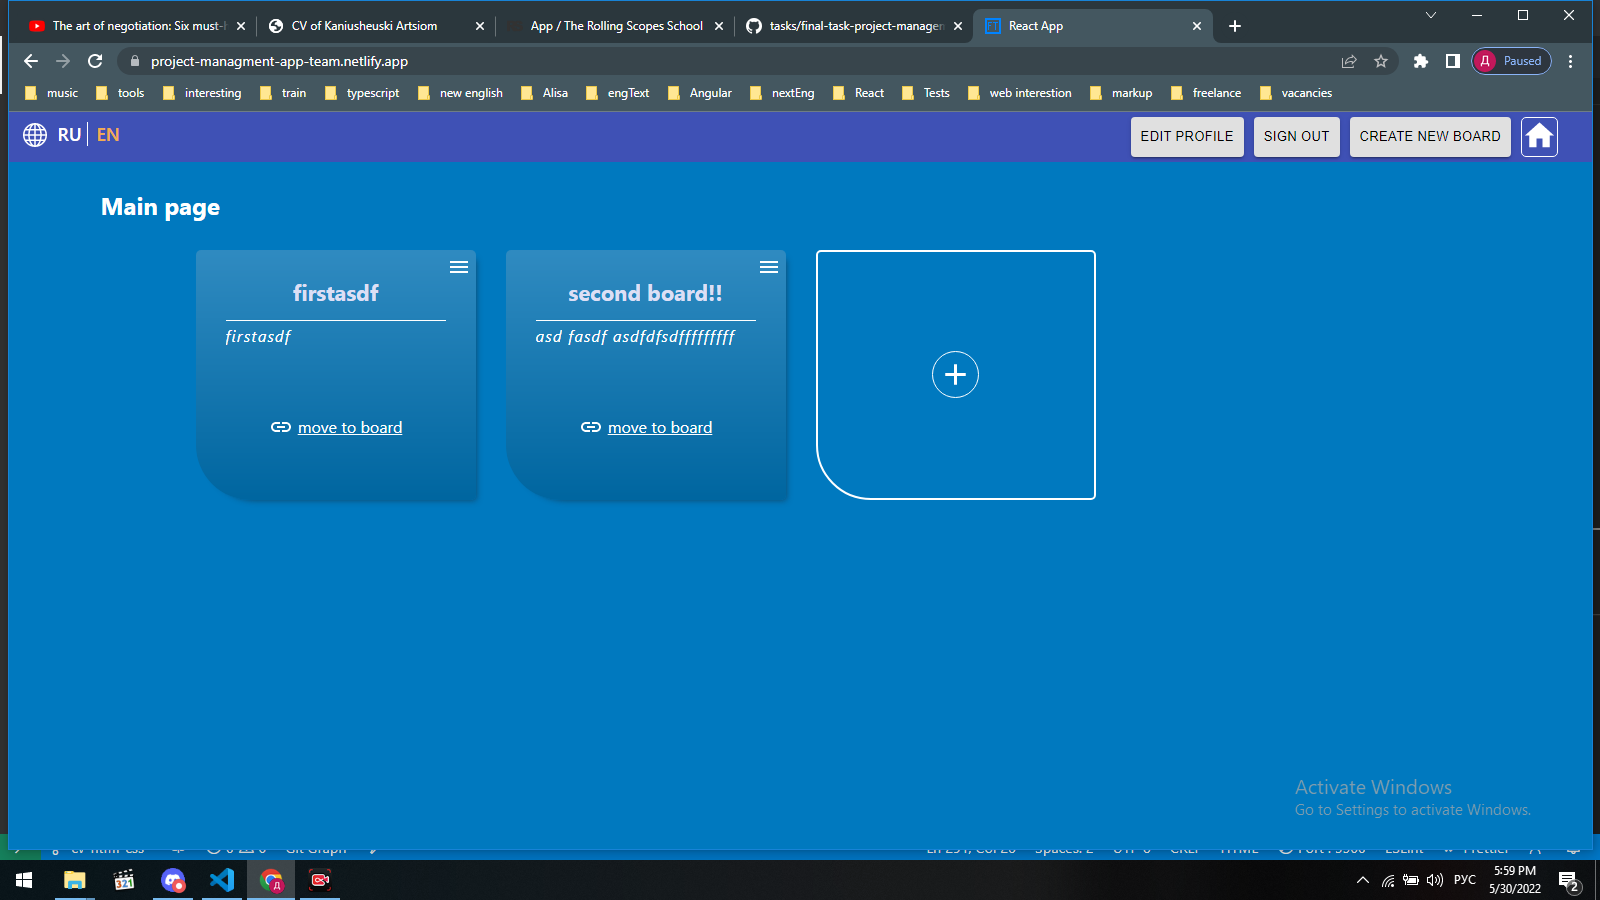 The art of negotiation: Six must-h
CV of Kaniusheuski Artsiom
App / The Rolling Scopes School
tasks/final-task-project-managem
React App
project-managment-app-team.netlify.app
Д Paused
music tools interesting train typescript new english Alisa engText Angular nextEng React Tests web interestion markup freelance vacancies
RU EN
EDIT PROFILE SIGN OUT CREATE NEW BOARD
Main page
firstasdf
firstasdf
move to board
second board!!
asd fasdf asdfdfsdfffffffff
move to board
Activate Windows
Go to Settings to activate Windows.
321
Д
РУС
5:59 PM
5/30/2022
2